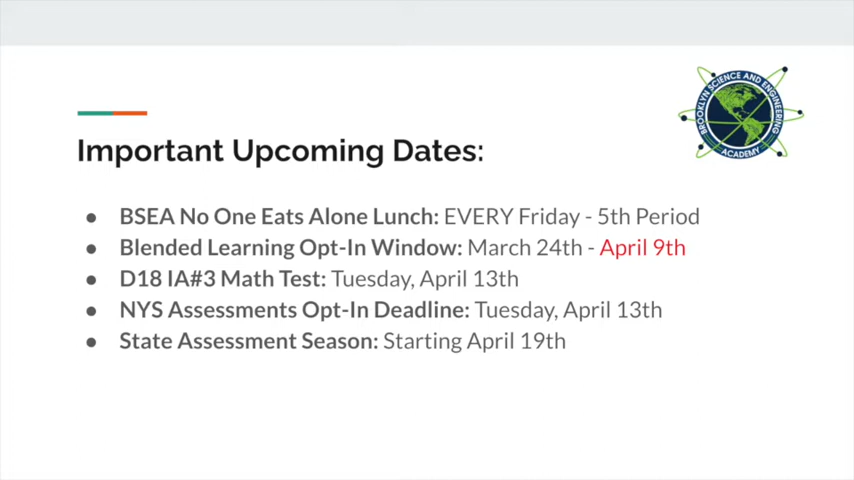 BROOKLYN SCIENCE AND ENGINEERING
ACADEMY
Important Upcoming Dates:
● BSEA No One Eats Alone Lunch: EVERY Friday - 5th Period
● Blended Learning Opt-In Window: March 24th - April 9th
● D18 IA#3 Math Test: Tuesday, April 13th
● NYS Assessments Opt-In Deadline: Tuesday, April 13th
● State Assessment Season: Starting April 19th